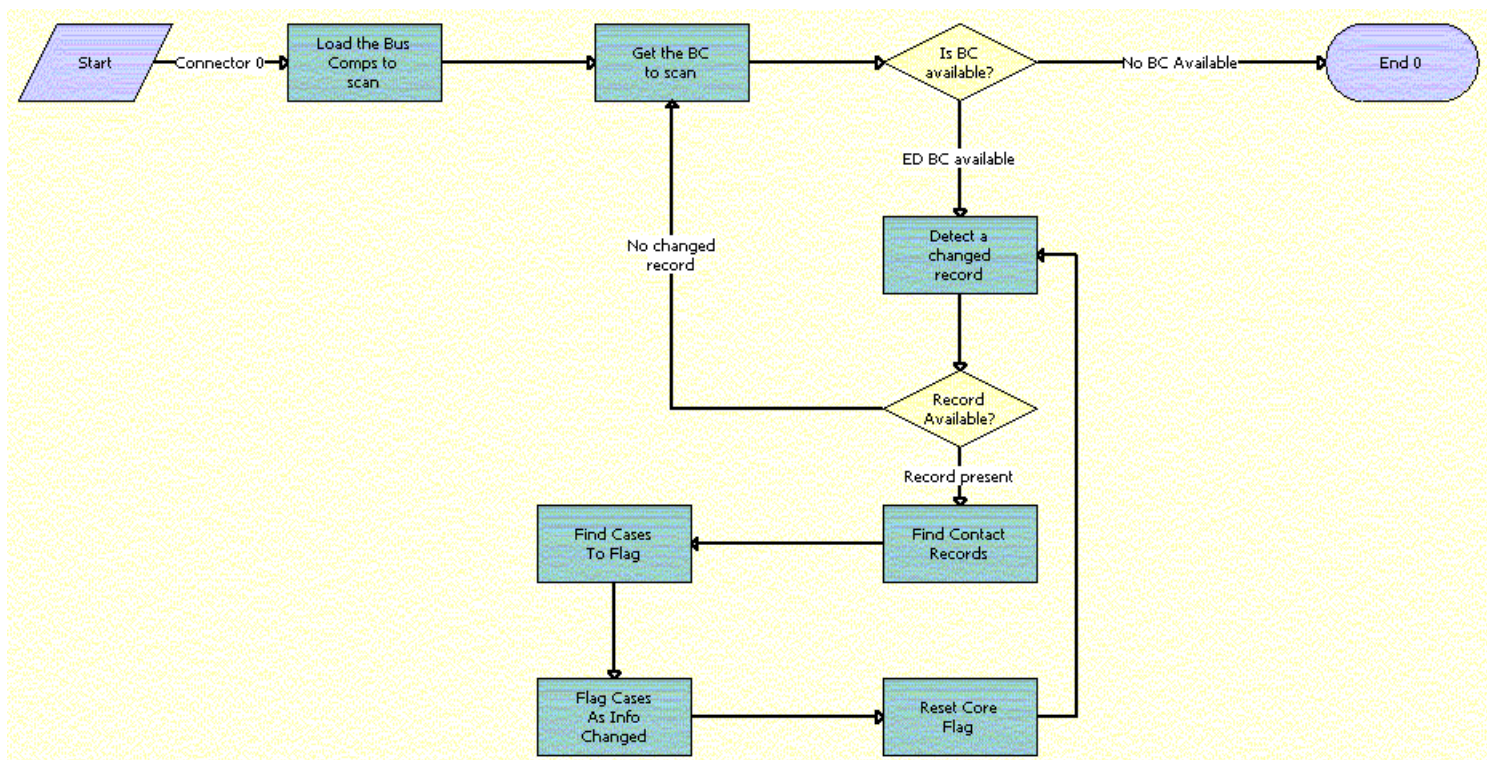 Start
Connector 0
Load the Bus
Comps to
scan
Get the BC
to scan
Is BC
available?
No BC Available
End 0
ED BC available
Detect a
changed
record
No changed
record
Record
Available?
Record present
Find Cases
To Flag
Find Contact
Records
Flag Cases
As Info
Changed
Reset Core
Flag